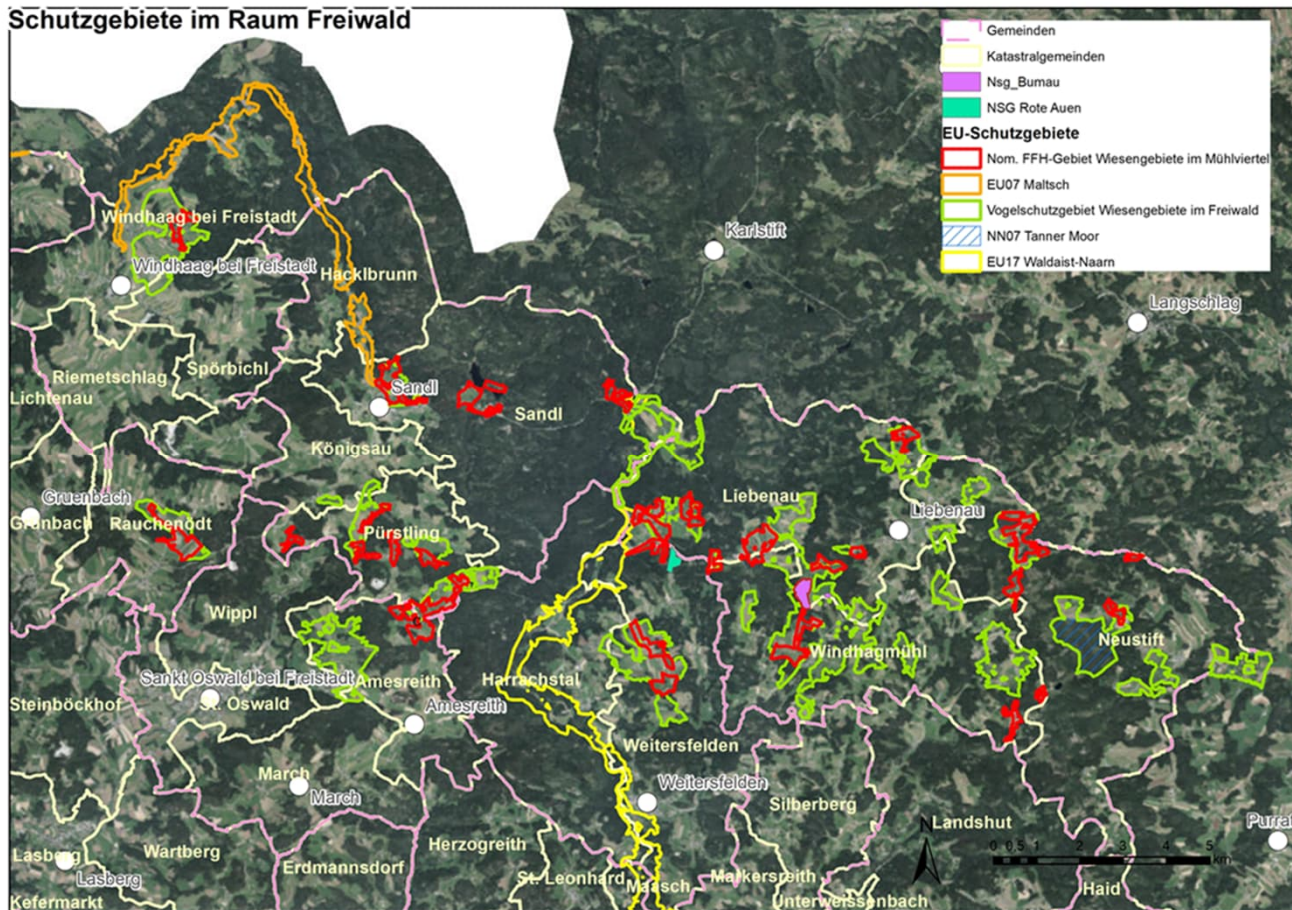 Schutzgebiete im Raum Freiwald
Gemeinden
Katastralgemeinden
Nsg_Bumau
NSG Rote Auen
EU-Schutzgebiete
Nom. FFH-Gebiet Wiesengebiete im Mühlviertel
EU07 Maltsch
Vogelschutzgebiet Wiesengebiete im Freiwald
NN07 Tanner Moor
EU17 Waldaist-Naarn
Windhaag bei Freistadt
Karlstift
Windhaag bei Freistadt
Hacklbrunn
Langschlag
Spörbichl
Riemetschlag
Lichtenau
Sandl
Sandl
Königsau
Gruenbach
Grünbach
Rauchenödt
Liebenau
Liebenau
Pürstling
Wippl
Neustift
Windhagmühl
Sankt Oswald bei Freistadt
Amesreith
Harrachstal
Steinböckhof
St. Oswald
Amesreith
Weitersfelden
March
March
Weitersfelden
Silberberg
N
Landshut
Purra
0 0,5 1 2 3 4 5
km
Lasberg
Wartberg
Herzogreith
Lasberg
Erdmannsdorf
St. Leonhard
Maasch
Markersreith
Haid
Kefermarkt
Unterweissenbach